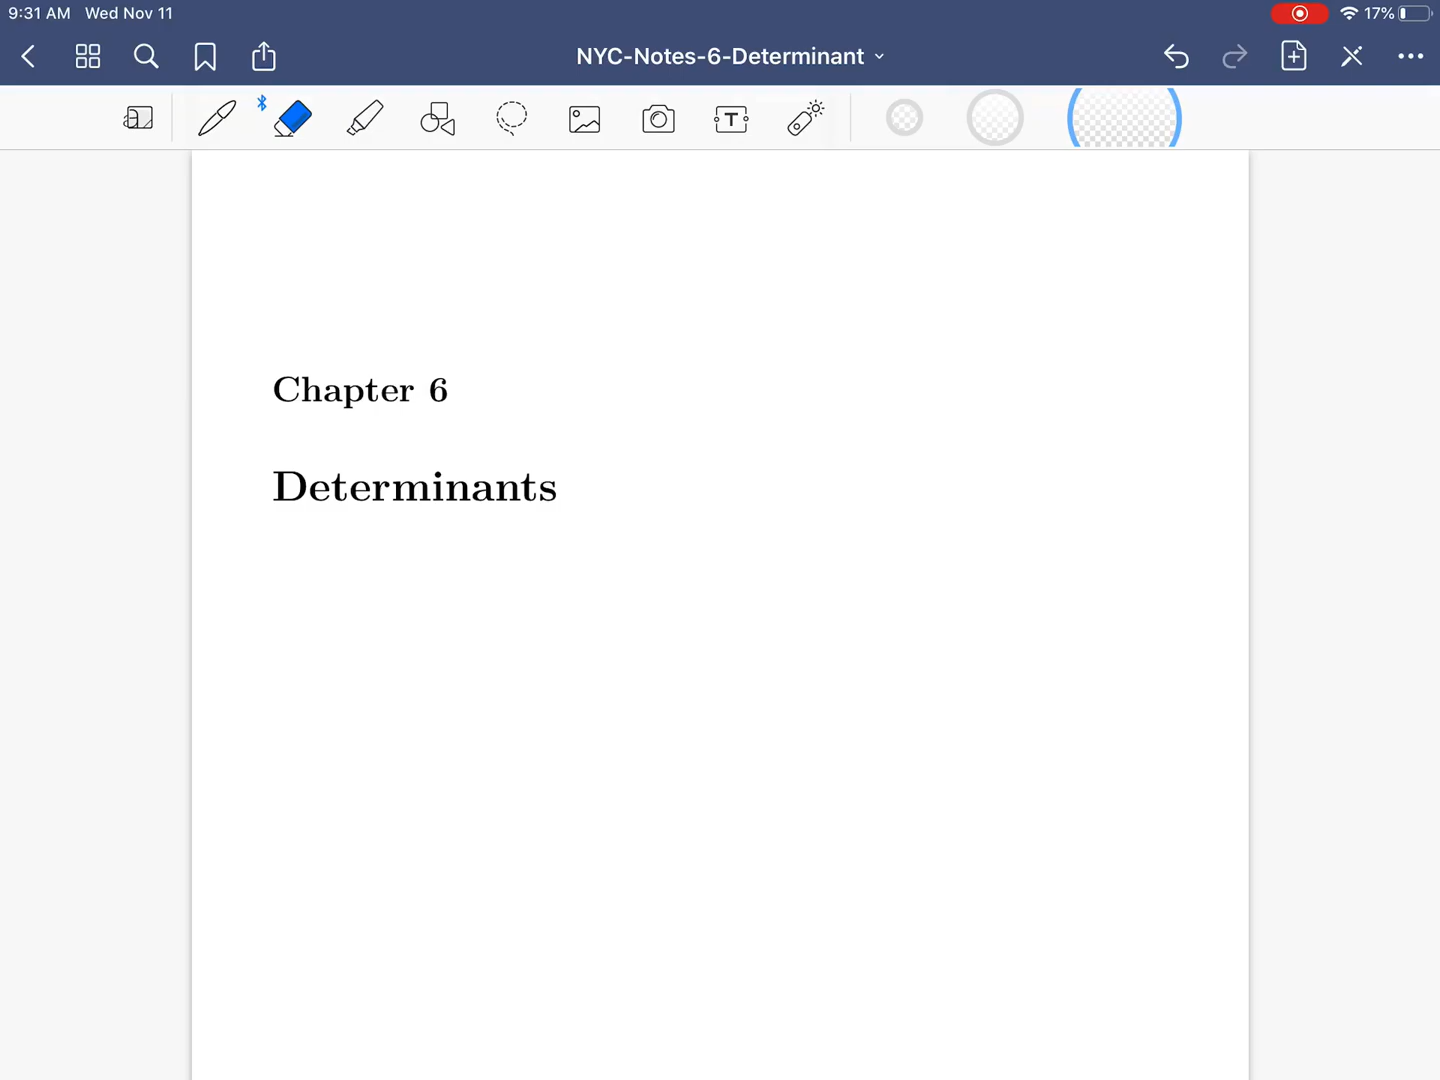 9:31 AM Wed Nov 11
17%
NYC-Notes-6-Determinant
Chapter 6
Determinants